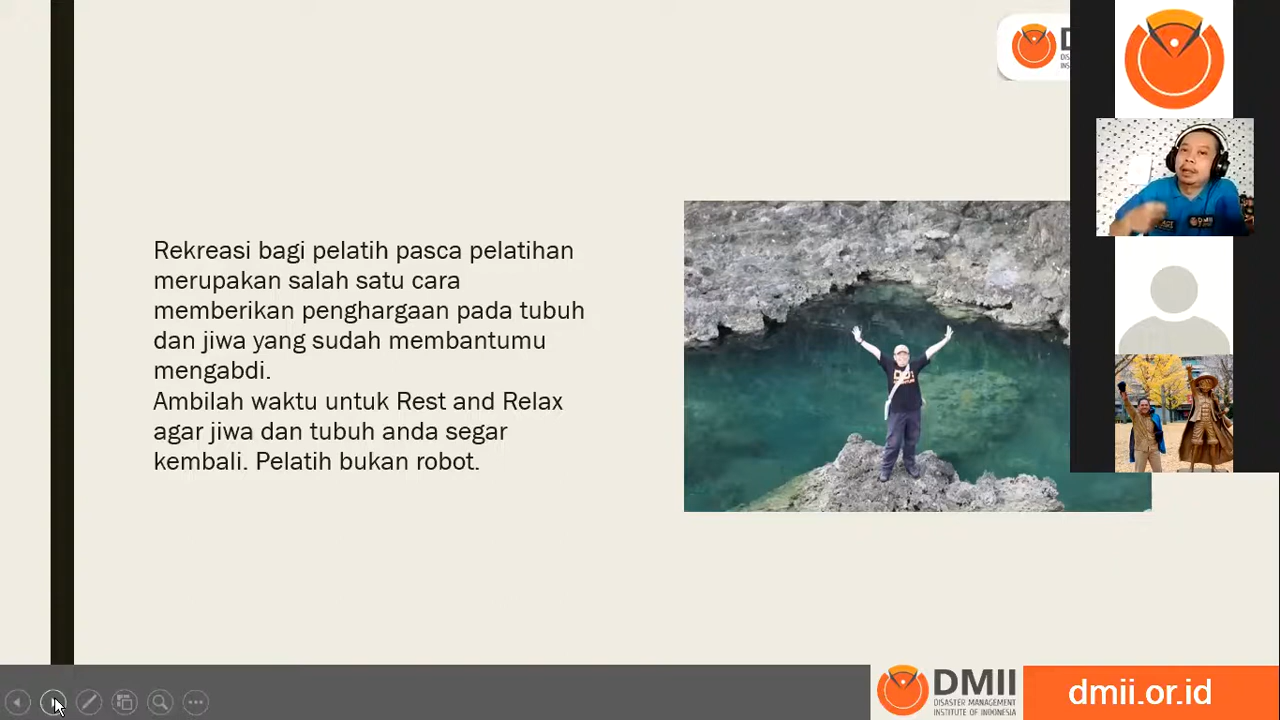 Rekreasi bagi pelatih pasca pelatihan
merupakan salah satu cara
memberikan penghargaan pada tubuh
dan jiwa yang sudah membantumu
mengabdi.
Ambilah waktu untuk Rest and Relax
agar jiwa dan tubuh anda segar
kembali. Pelatih bukan robot.
DMII
DMII
DISASTER MANAGEMENT
INSTITUTE OF INDONESIA
dmii.or.id